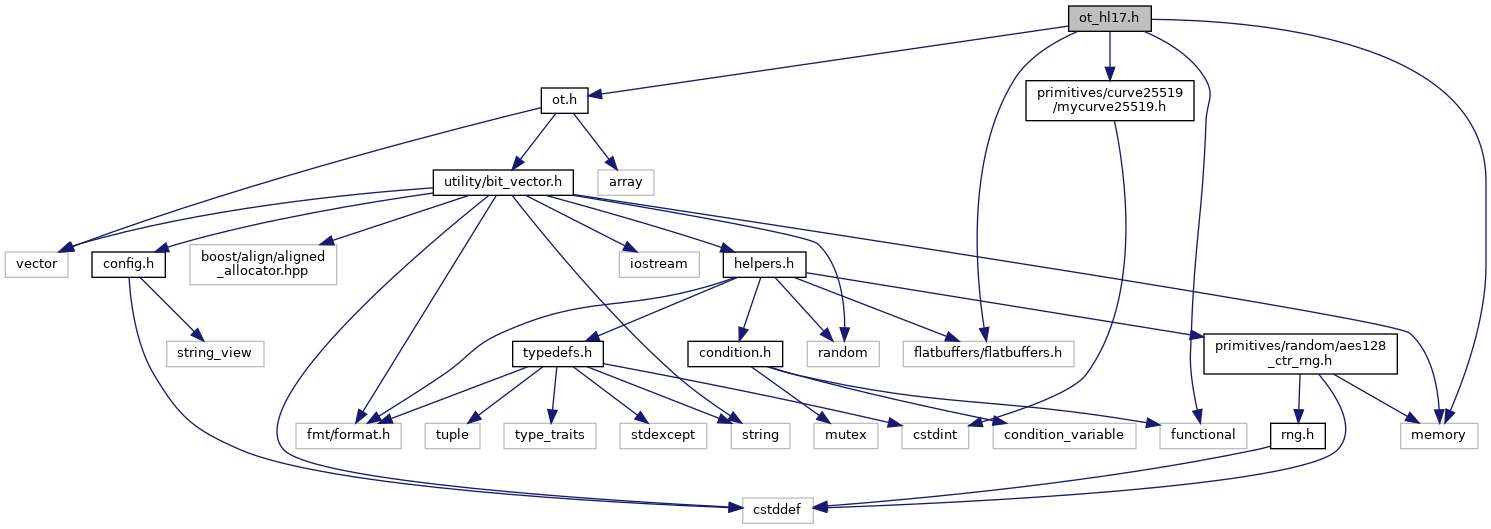 ot_hl17.h
ot.h
primitives/curve25519
/mycurve25519.h
utility/bit_vector.h
array
vector
config.h
boost/align/aligned
_allocator.hpp
iostream
helpers.h
string_view
typedefs.h
condition.h
random
flatbuffers/flatbuffers.h
primitives/random/aes128
_ctr_rng.h
fmt/format.h
tuple
type_traits
stdexcept
string
mutex
cstdint
condition_variable
functional
rng.h
memory
cstddef